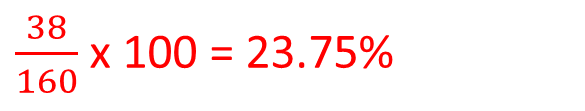 38/160 x 100 = 23.75%